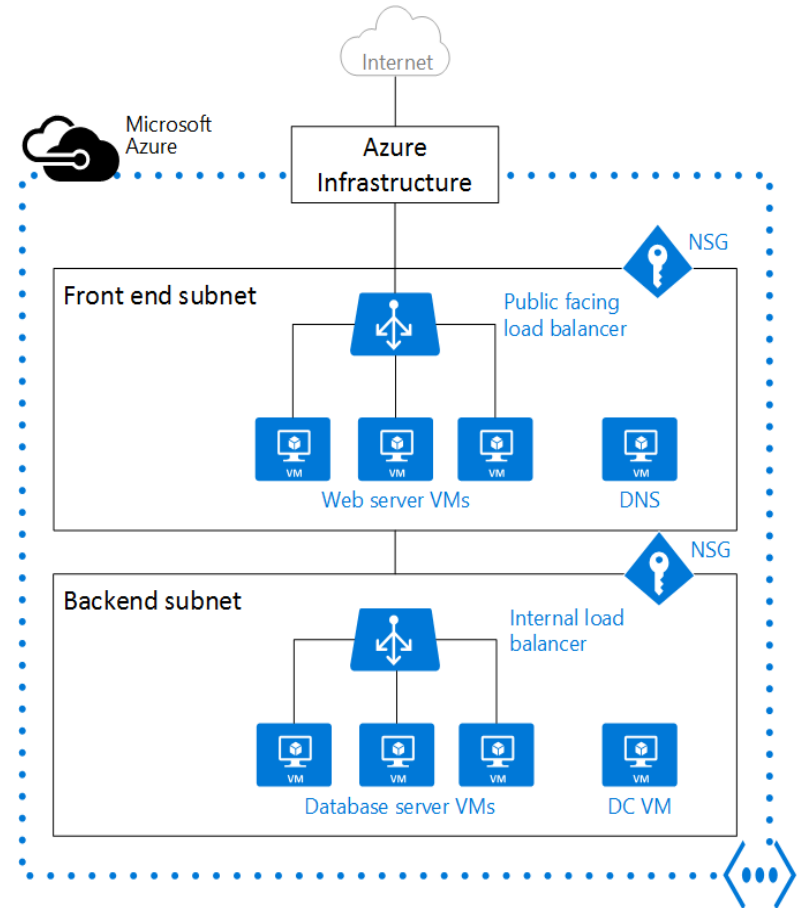 Internet
Microsoft
Azure
Azure
Infrastructure
NSG
Front end subnet
Public facing
load balancer
VM
VM
VM
VM
Web server VMs
DNS
NSG
Backend subnet
Internal load
balancer
VM
VM
VM
VM
Database server VMs
DC VM